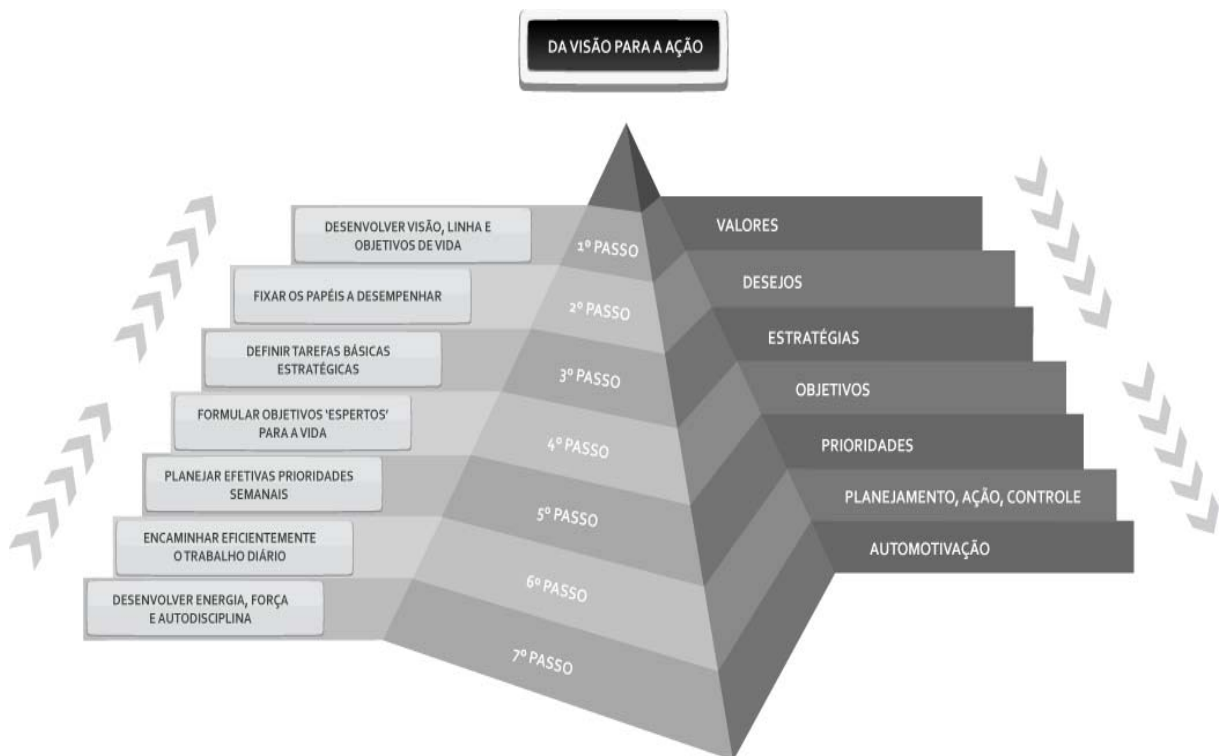 DA VISÃO PARA A AÇÃO
DESENVOLVER VISÃO, LINHA E
OBJETIVOS DE VIDA
1º PASSO
VALORES
FIXAR OS PAPÉIS A DESEMPENHAR
2º PASSO
DESEJOS
DEFINIR TAREFAS BÁSICAS
ESTRATÉGICAS
3º PASSO
ESTRATÉGIAS
FORMULAR OBJETIVOS 'ESPERTOS'
PARA A VIDA
4º PASSO
OBJETIVOS
PLANEJAR EFETIVAS PRIORIDADES
SEMANAIS
5º PASSO
PRIORIDADES
ENCAMINHAR EFICIENTEMENTE
O TRABALHO DIÁRIO
6º PASSO
PLANEJAMENTO, AÇÃO, CONTROLE
DESENVOLVER ENERGIA, FORÇA
E AUTODISCIPLINA
7º PASSO
AUTOMOTIVAÇÃO